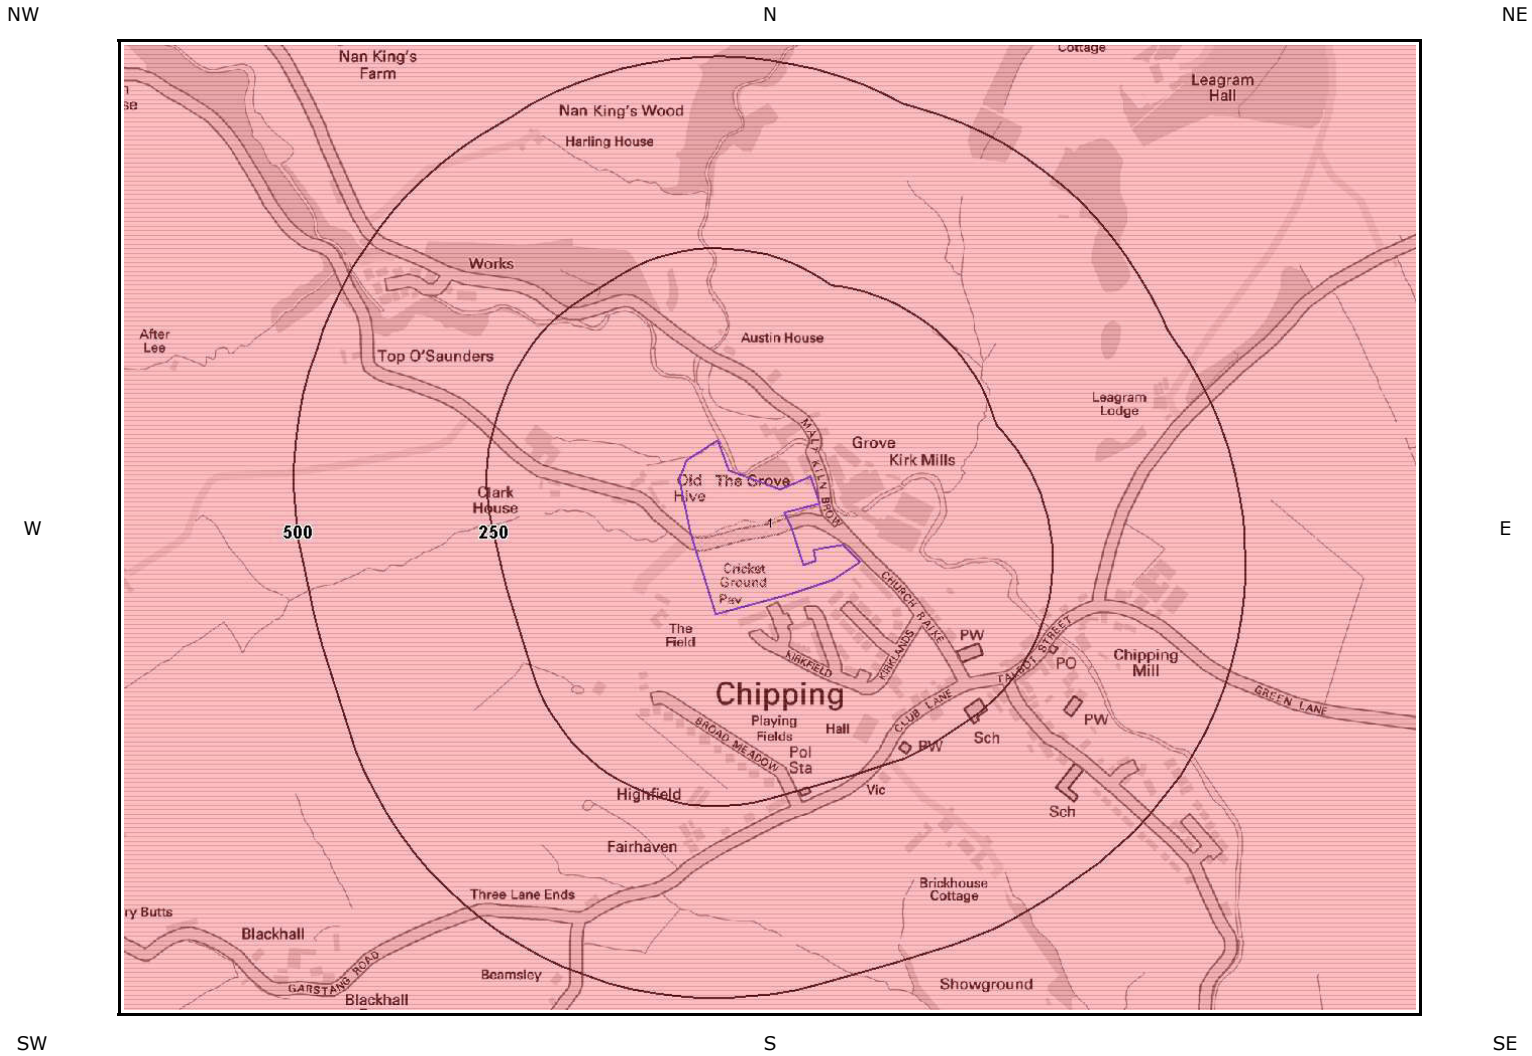 NW
N
NE
Nan King's
Farm
Cottage
Leagram
Hall
se
Nan King's Wood
Harling House
Works
After
Lee
Top O'Saunders
Austin House
Leagram
Lodge
MALT KILN BROW
Grove
Kirk Mills
Old
Hive
The Grove
Clark
House
W
500
250
4
E
Cricket
Ground
Pav
CHURCH RAIKE
The
Field
KIRKFIELD
KIRKLANDS
PW
TALBOT STREET
PO
Chipping
Mill
GREEN LANE
Chipping
Playing
Fields
Hall
CLUB LANE
PW
Sch
PW
BROAD MEADOW
Pol
Sta
Highfield
Vic
Sch
Fairhaven
Three Lane Ends
Brickhouse
Cottage
ry Butts
Blackhall
GARSTANG ROAD
Beamsley
Showground
Blackhall
SW
S
SE